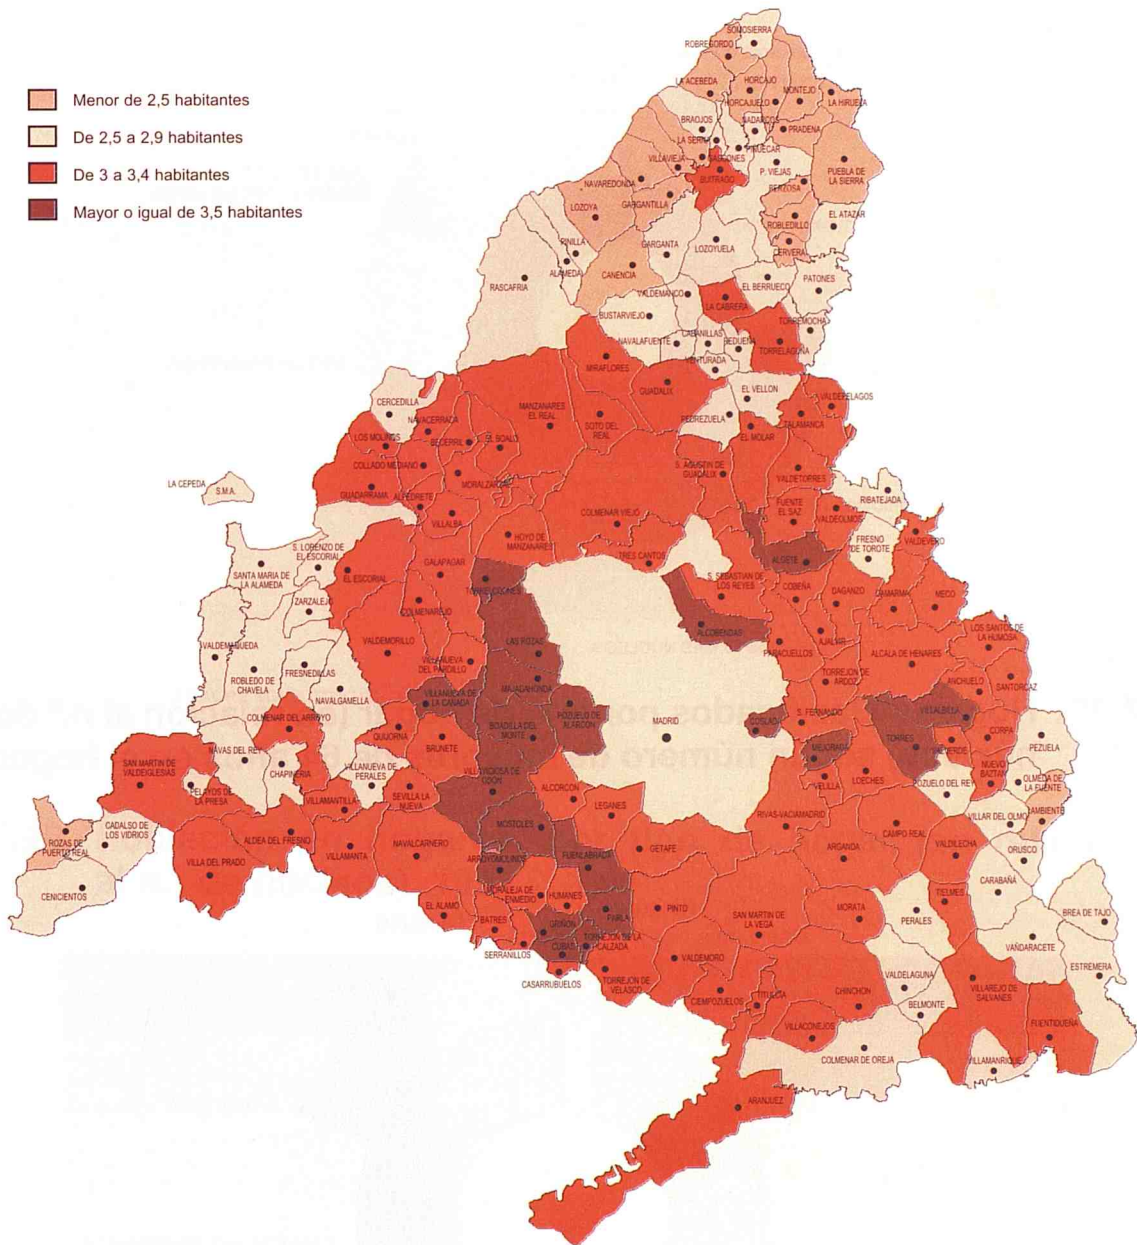 Menor de 2,5 habitantes
De 2,5 a 2,9 habitantes
De 3 a 3,4 habitantes
Mayor o igual de 3,5 habitantes
SOMOSIERRA
ROBREGORDO
LA ACEBEDA
HORCAJO
MONTEJO
HORCAJUELO
LA HIRUELA
BRAOJOS
MADARCOS
PRADENA
LA SERNA
PIÑUECAR
VILLAVIEJA
GASCONES
P. VIEJAS
PUEBLA DE
LA SIERRA
BUITRAGO
NAVAREDONDA
BERZOSA
GARGANTILLA
LOZOYA
ROBLEDILLO
EL ATAZAR
PINILLA
GARGANTA
LOZOYUELA
CERVERA
ALAMEDA
CANENCIA
RASCAFRIA
EL BERRUECO
PATONES
VALDEMANCO
LA CABRERA
BUSTARVIEJO
TORREMOCHA
CABANILLAS
NAVALAFUENTE
REDUEÑA
TORRELAGUNA
VENTURADA
MIRAFLORES
GUADALIX
EL VELLON
CERCEDILLA
VALDEPIELAGOS
MANZANARES
EL REAL
SOTO DEL
REAL
PEDREZUELA
TALAMANCA
NAVACERRADA
EL MOLAR
LOS MOLINOS
BECERRIL
EL BOALO
COLLADO MEDIANO
S. AGUSTIN DE
GUADALIX
MORALZARZAL
VALDETORRES
LA CEPEDA
S.M.A.
GUADARRAMA
ALPEDRETE
RIBATEJADA
FUENTE
EL SAZ
VILLALBA
COLMENAR VIEJO
VALDEOLMOS
HOYO DE
MANZANARES
FRESNO
DE TOROTE
VALDEVERO
S. LORENZO DE
EL ESCORIAL
TRES CANTOS
ALGETE
GALAPAGAR
SANTA MARIA DE
LA ALAMEDA
EL ESCORIAL
S. SEBASTIAN DE
LOS REYES
TORRELODONES
COBEÑA
DAGANZO
ZARZALEJO
COLMENAREJO
DAMARMA
MECO
ALCOBENDAS
LOS SANTOS DE
LA HUMOSA
LAS ROZAS
AJALVIR
VALDEMAQUEDA
VALDEMORILLO
PARACUELLOS
ALCALA DE HENARES
FRESNEDILLAS
VILLANUEVA
DEL PARDILLO
ROBLEDO DE
CHAVELA
ANCHUELO
TORREJON DE
ARDOZ
SANTORCAZ
MAJADAHONDA
NAVALGAMELLA
VILLANUEVA DE
LA CAÑADA
POZUELO DE
ALARCON
VILLALBILLA
COLMENAR DEL ARROYO
S. FERNANDO
COSLADA
BOADILLA DEL
MONTE
MADRID
QUIJORNA
TORRES
CORPA
BRUNETE
MEJORADA
VALVERDE
PEZUELA
NAVAS DEL REY
NUEVO
BAZTAN
SAN MARTIN DE
VALDEIGLESIAS
CHAPINERIA
VILLANUEVA DE
PERALES
VILLAVICIOSA DE
ODON
VELILLA
LOECHES
OLMEDA DE
LA FUENTE
PELAYOS DE
LA PRESA
SEVILLA LA
NUEVA
POZUELO DEL REY
ALCORCON
VILLAMANTILLA
LEGANES
VILLAR DEL OLMO
AMBITE
RIVAS-VACIAMADRID
CAMPO REAL
MOSTOLES
CADALSO DE
LOS VIDRIOS
ROZAS DE
PUERTO REAL
ALDEA DEL FRESNO
ORUSCO
VILLAMANTA
NAVALCARNERO
GETAFE
ARGANDA
VALDILECHA
FUENLABRADA
ARROYOMOLINOS
VILLA DEL PRADO
CENICIENTOS
CARABAÑA
MORALEJA DE
ENMEDIO
TIELMES
HUMANES
PARLA
PINTO
EL ALAMO
MORATA
PERALES
BREA DE TAJO
BATRES
GRIÑON
SAN MARTIN DE
LA VEGA
VAÑDARACETE
SERRANILLOS
CUBAS
TORREJON DE LA
CALZADA
VALDEMORO
VALDELAGUNA
ESTREMERA
CASARRUBUELOS
TORREJON DE
VELASCO
CIEMPOZUELOS
TITULCIA
CHINCHON
VILLAREJO DE
SALVANES
BELMONTE
VILLACONEJOS
FUENTIDUEÑA
COLMENAR DE OREJA
VILLAMANRIQUE
ARANJUEZ